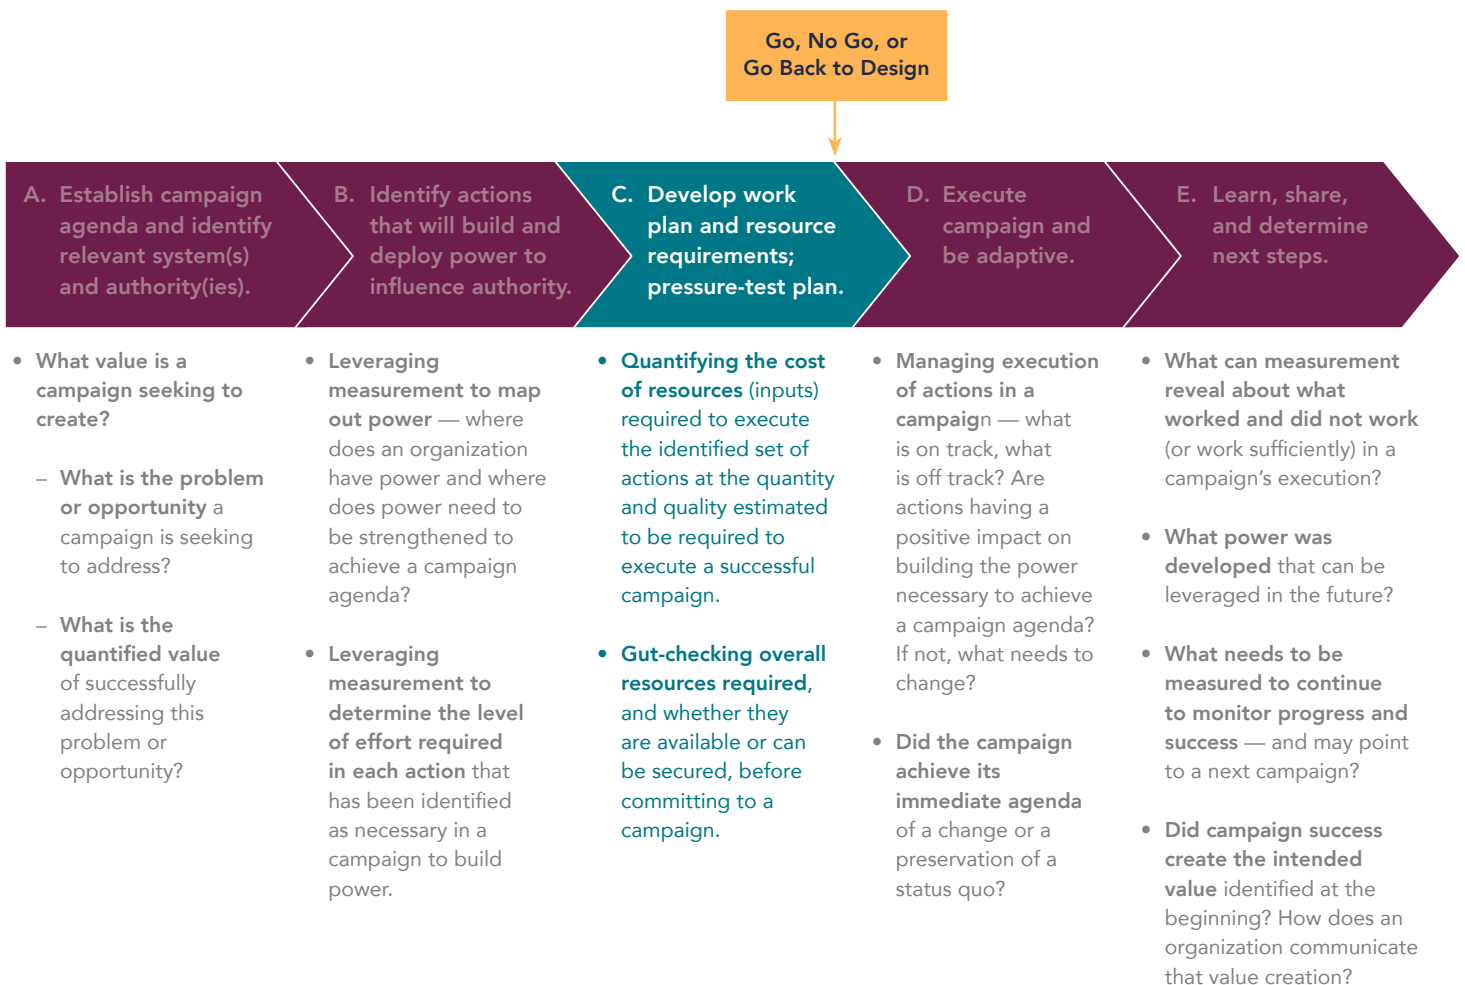 Go, No Go, or
Go Back to Design
A. Establish campaign
agenda and identify
relevant system(s)
and authority(ies).
B. Identify actions
that will build and
deploy power to
influence authority.
C. Develop work
plan and resource
requirements;
pressure-test plan.
D. Execute
campaign and
be adaptive.
E. Learn, share,
and determine
next steps.
• What value is a
campaign seeking to
create?
– What is the problem
or opportunity a
campaign is seeking
to address?
– What is the
quantified value
of successfully
addressing this
problem or
opportunity?
• Leveraging
measurement to map
out power — where
does an organization
have power and where
does power need to
be strengthened to
achieve a campaign
agenda?
• Leveraging
measurement to
determine the level
of effort required
in each action that
has been identified
as necessary in a
campaign to build
power.
• Quantifying the cost
of resources (inputs)
required to execute
the identified set of
actions at the quantity
and quality estimated
to be required to
execute a successful
campaign.
• Gut-checking overall
resources required,
and whether they
are available or can
be secured, before
committing to a
campaign.
• Managing execution
of actions in a
campaign — what
is on track, what
is off track? Are
actions having a
positive impact on
building the power
necessary to achieve
a campaign agenda?
If not, what needs to
change?
• Did the campaign
achieve its
immediate agenda
of a change or a
preservation of a
status quo?
• What can measurement
reveal about what
worked and did not work
(or work sufficiently) in a
campaign's execution?
• What power was
developed that can be
leveraged in the future?
• What needs to be
measured to continue
to monitor progress and
success — and may point
to a next campaign?
• Did campaign success
create the intended
value identified at the
beginning? How does an
organization communicate
that value creation?